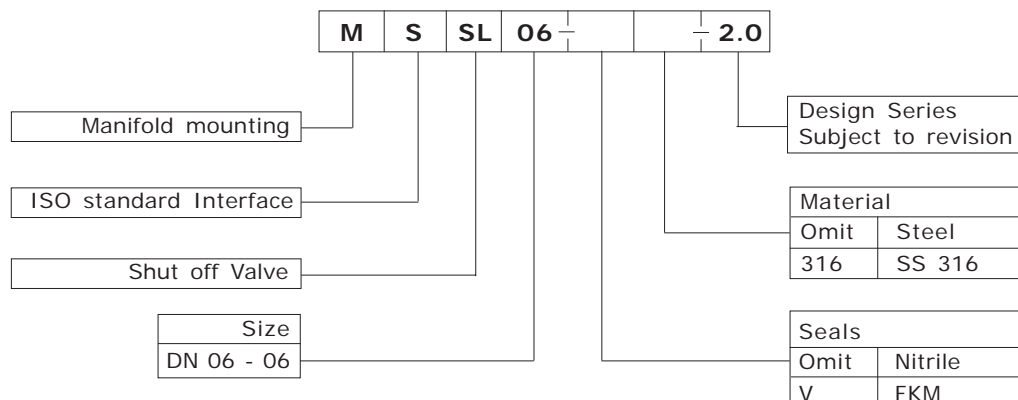 M S SL 06 - - 2.0
Manifold mounting
ISO standard Interface
Shut off Valve
Size
DN 06 - 06
Design Series
Subject to revision
Material
Omit Steel
316 SS 316
Seals
Omit Nitrile
V FKM